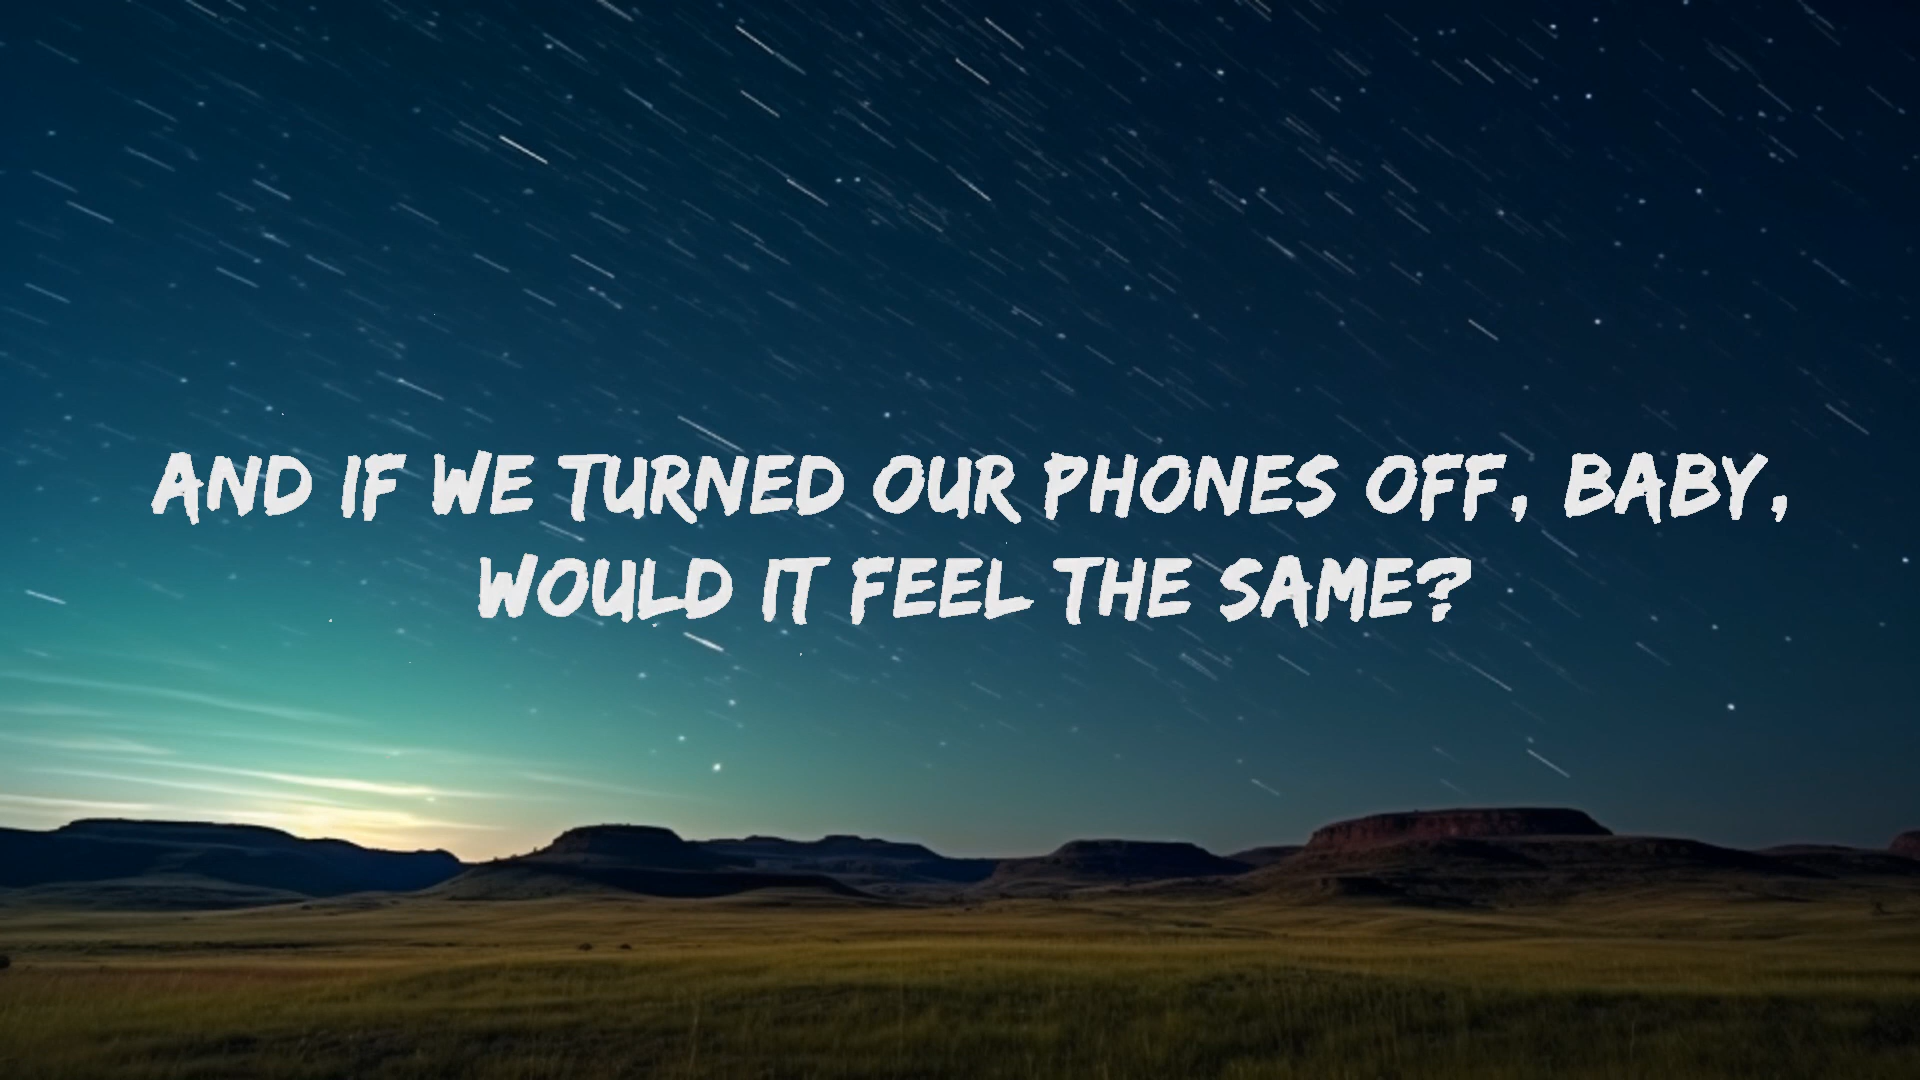 AND IF WE TURNED OUR PHONES OFF, BABY,
WOULD IT FEEL THE SAME?